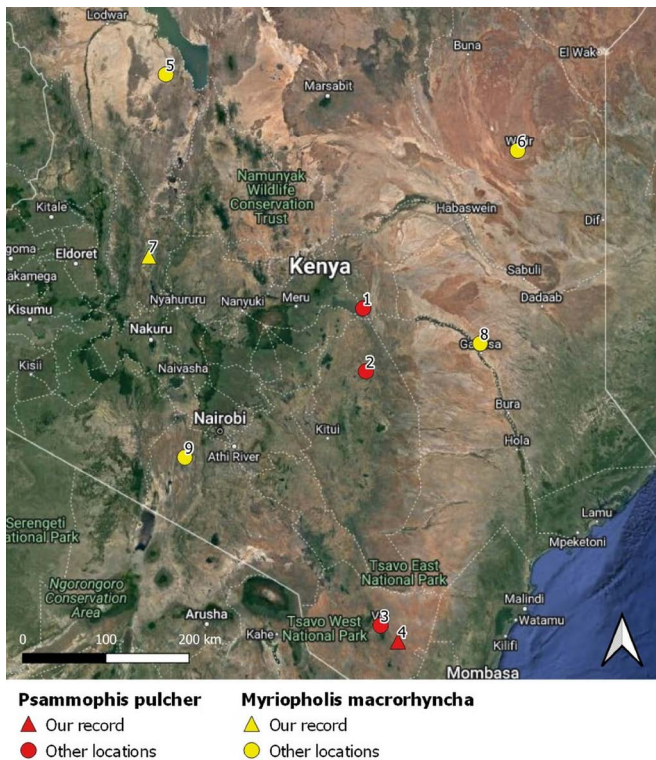 Lodwar
5
Buna
El Wak
Marsabit
6
Namunyak
Wildlife
Conservation
Trust
Kitale
Habaswein
Dif
7
goma
Eldoret
Kenya
Sabuli
akamega
Nyahururu
Nanyuki
Meru
1
Dadaab
Kisumu
Nakuru
8
Kisii
Naivasha
2
Bura
Nairobi
Kitui
Hola
9
Athi River
Lamu
Serengeti
ational Park
Mpeketoni
Tsavo East
National Park
Ngorongoro
Conservation
Area
Malindi
Arusha
Tsavo West
National Park
3
Watamu
Kahe
4
Kilifi
0 100 200 km
Mombasa
Psammophis pulcher Myriopholis macrorhyncha
Our record Our record
Other locations Other locations